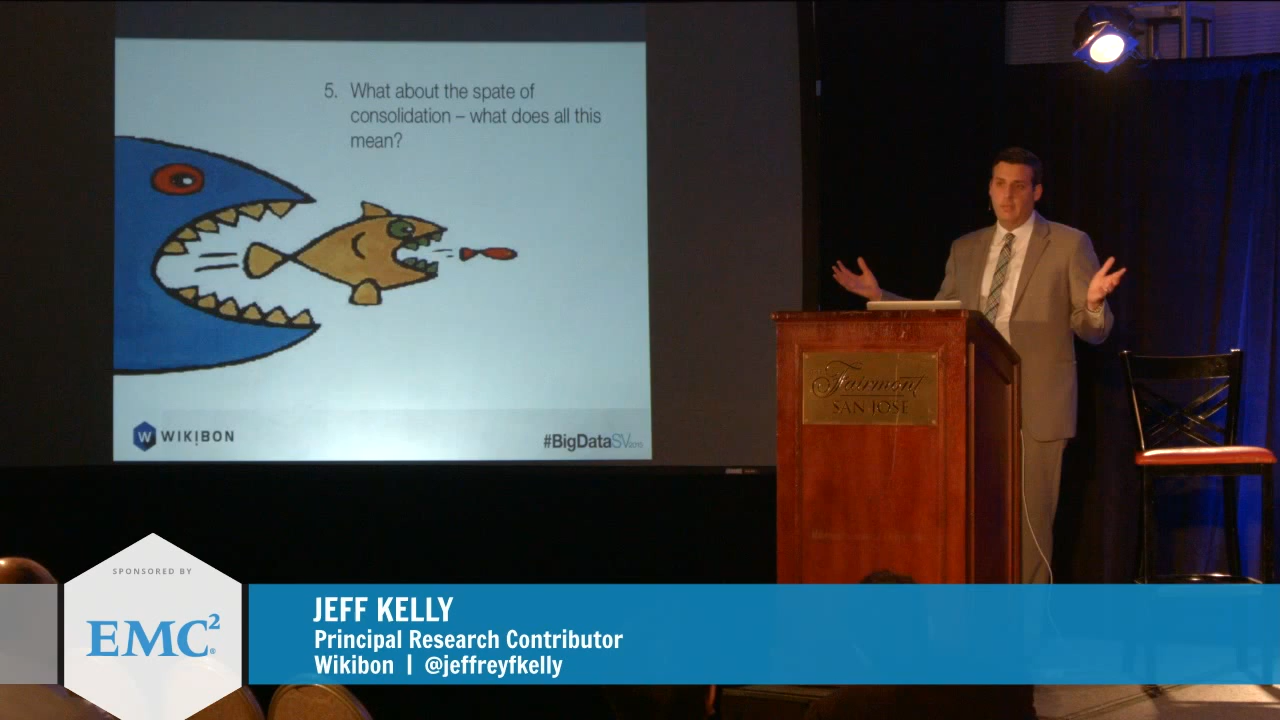 5. What about the spate of
consolidation – what does all this
mean?
WIKIBON
#BigDataSV2015
Fairmont
SAN JOSE
SPONSORED BY
EMC²®
JEFF KELLY
Principal Research Contributor
Wikibon | @jeffreyfkelly